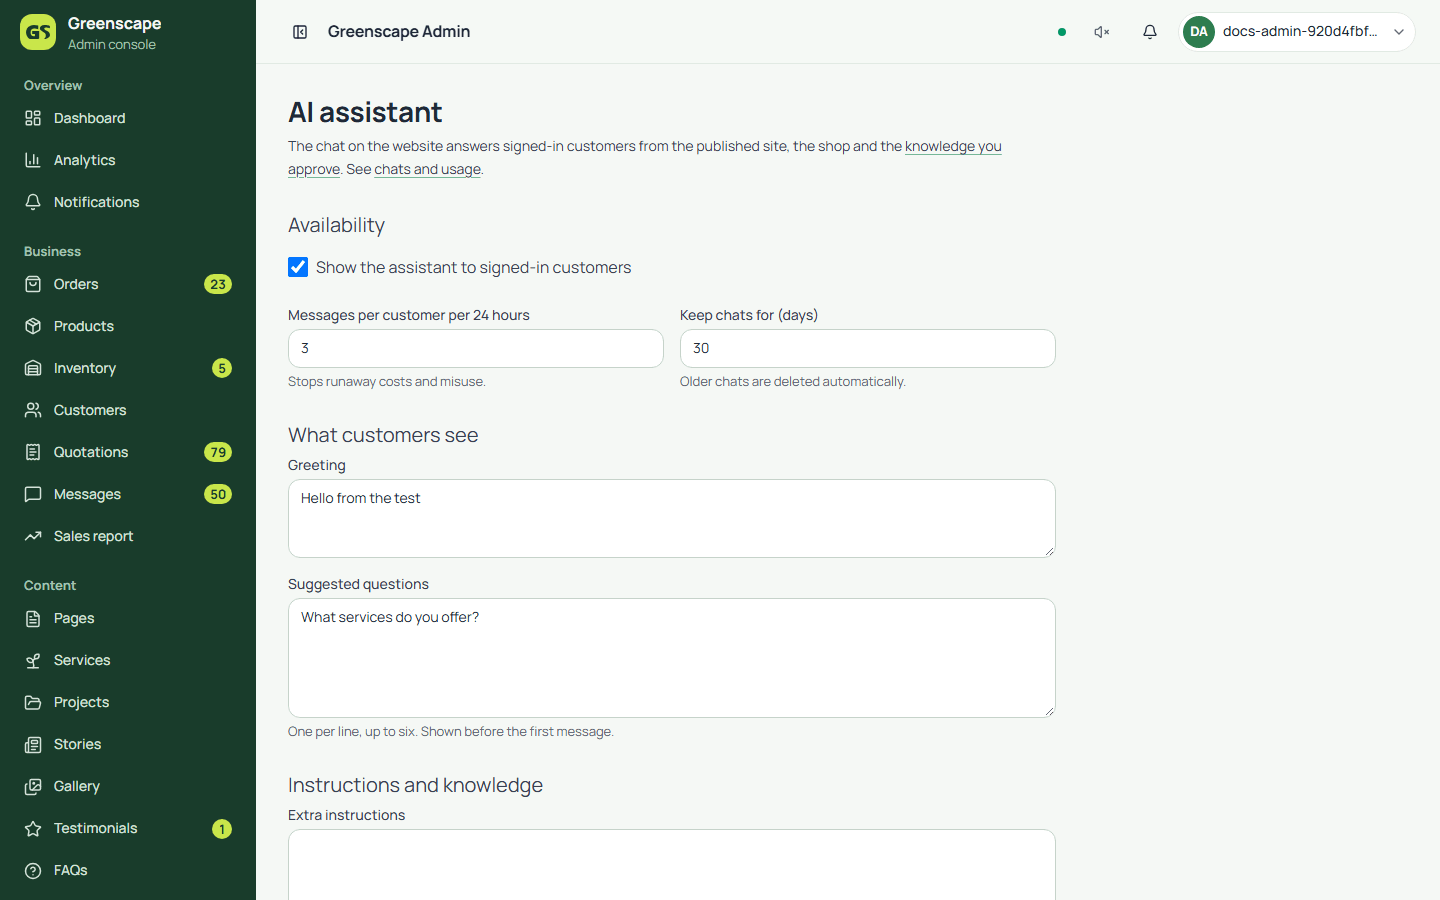 GS
Greenscape
Admin console
Overview
Dashboard
Analytics
Notifications
Business
Orders 23
Products
Inventory 5
Customers
Quotations 79
Messages 50
Sales report
Content
Pages
Services
Projects
Stories
Gallery
Testimonials 1
FAQs
Greenscape Admin
DA docs-admin-920d4fbf...
AI assistant
The chat on the website answers signed-in customers from the published site, the shop and the knowledge you
approve. See chats and usage.
Availability
Show the assistant to signed-in customers
Messages per customer per 24 hours
3
Stops runaway costs and misuse.
Keep chats for (days)
30
Older chats are deleted automatically.
What customers see
Greeting
Hello from the test
Suggested questions
What services do you offer?
One per line, up to six. Shown before the first message.
Instructions and knowledge
Extra instructions